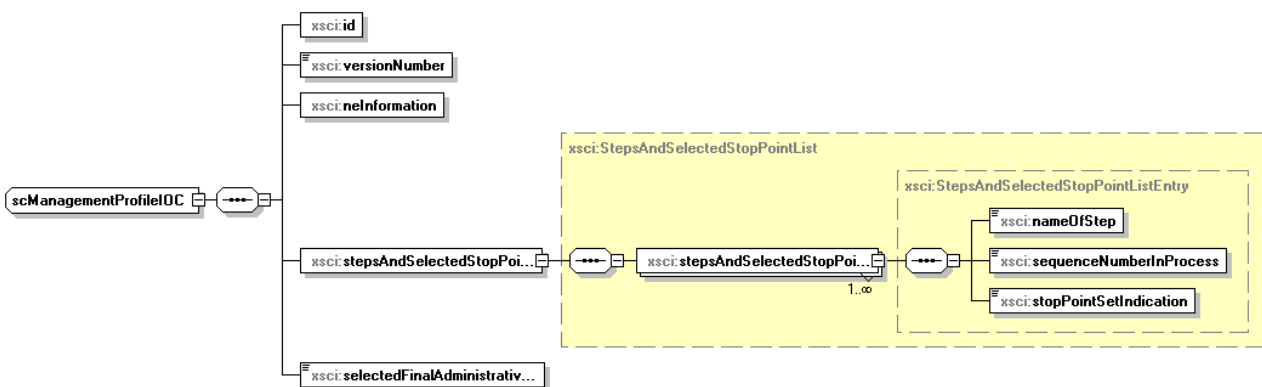 scManagementProfileIOC
xsci:id
xsci:versionNumber
xsci:neInformation
xsci:stepsAndSelectedStopPoi...
xsci:StepsAndSelectedStopPointList
xsci:stepsAndSelectedStopPoi...
1..∞
xsci:StepsAndSelectedStopPointListEntry
xsci:nameOfStep
xsci:sequenceNumberInProcess
xsci:stopPointSetIndication
xsci:selectedFinalAdministrativ...